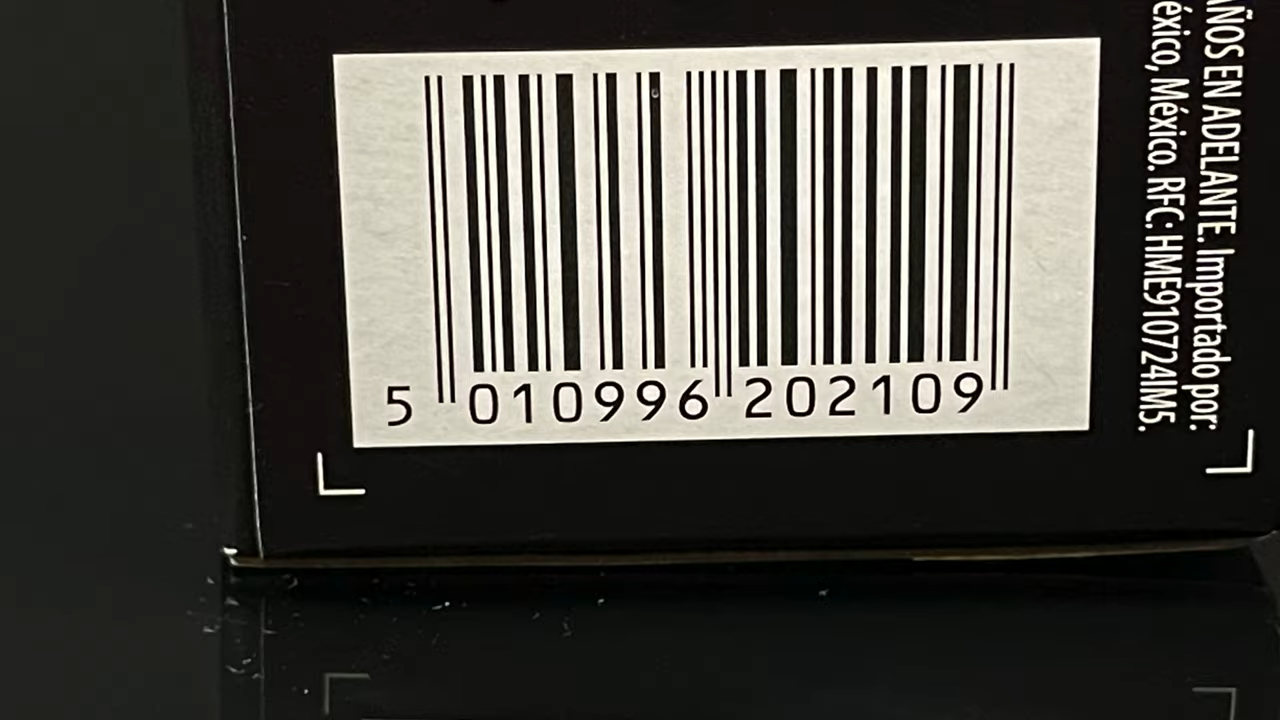 5 010996 202109
AÑOS EN ADELANTE. Importado por:
éxico, México. RFC: HME910724IM5.